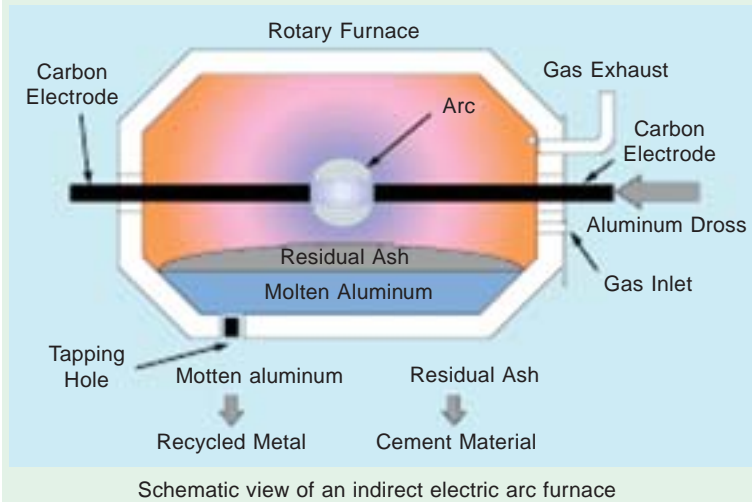 Rotary Furnace
Carbon
Electrode
Gas Exhaust
Arc
Carbon
Electrode
Aluminum Dross
Residual Ash
Gas Inlet
Molten Aluminum
Tapping
Hole
Motten aluminum
Residual Ash
Recycled Metal
Cement Material
Schematic view of an indirect electric arc furnace